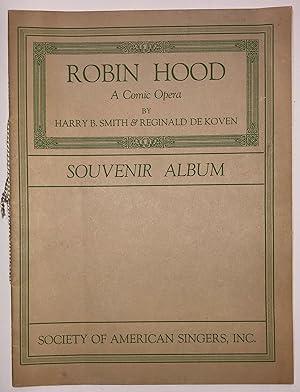 ROBIN HOOD
A Comic Opera
BY
HARRY B. SMITH & REGINALD DE KOVEN
SOUVENIR ALBUM
SOCIETY OF AMERICAN SINGERS, INC.